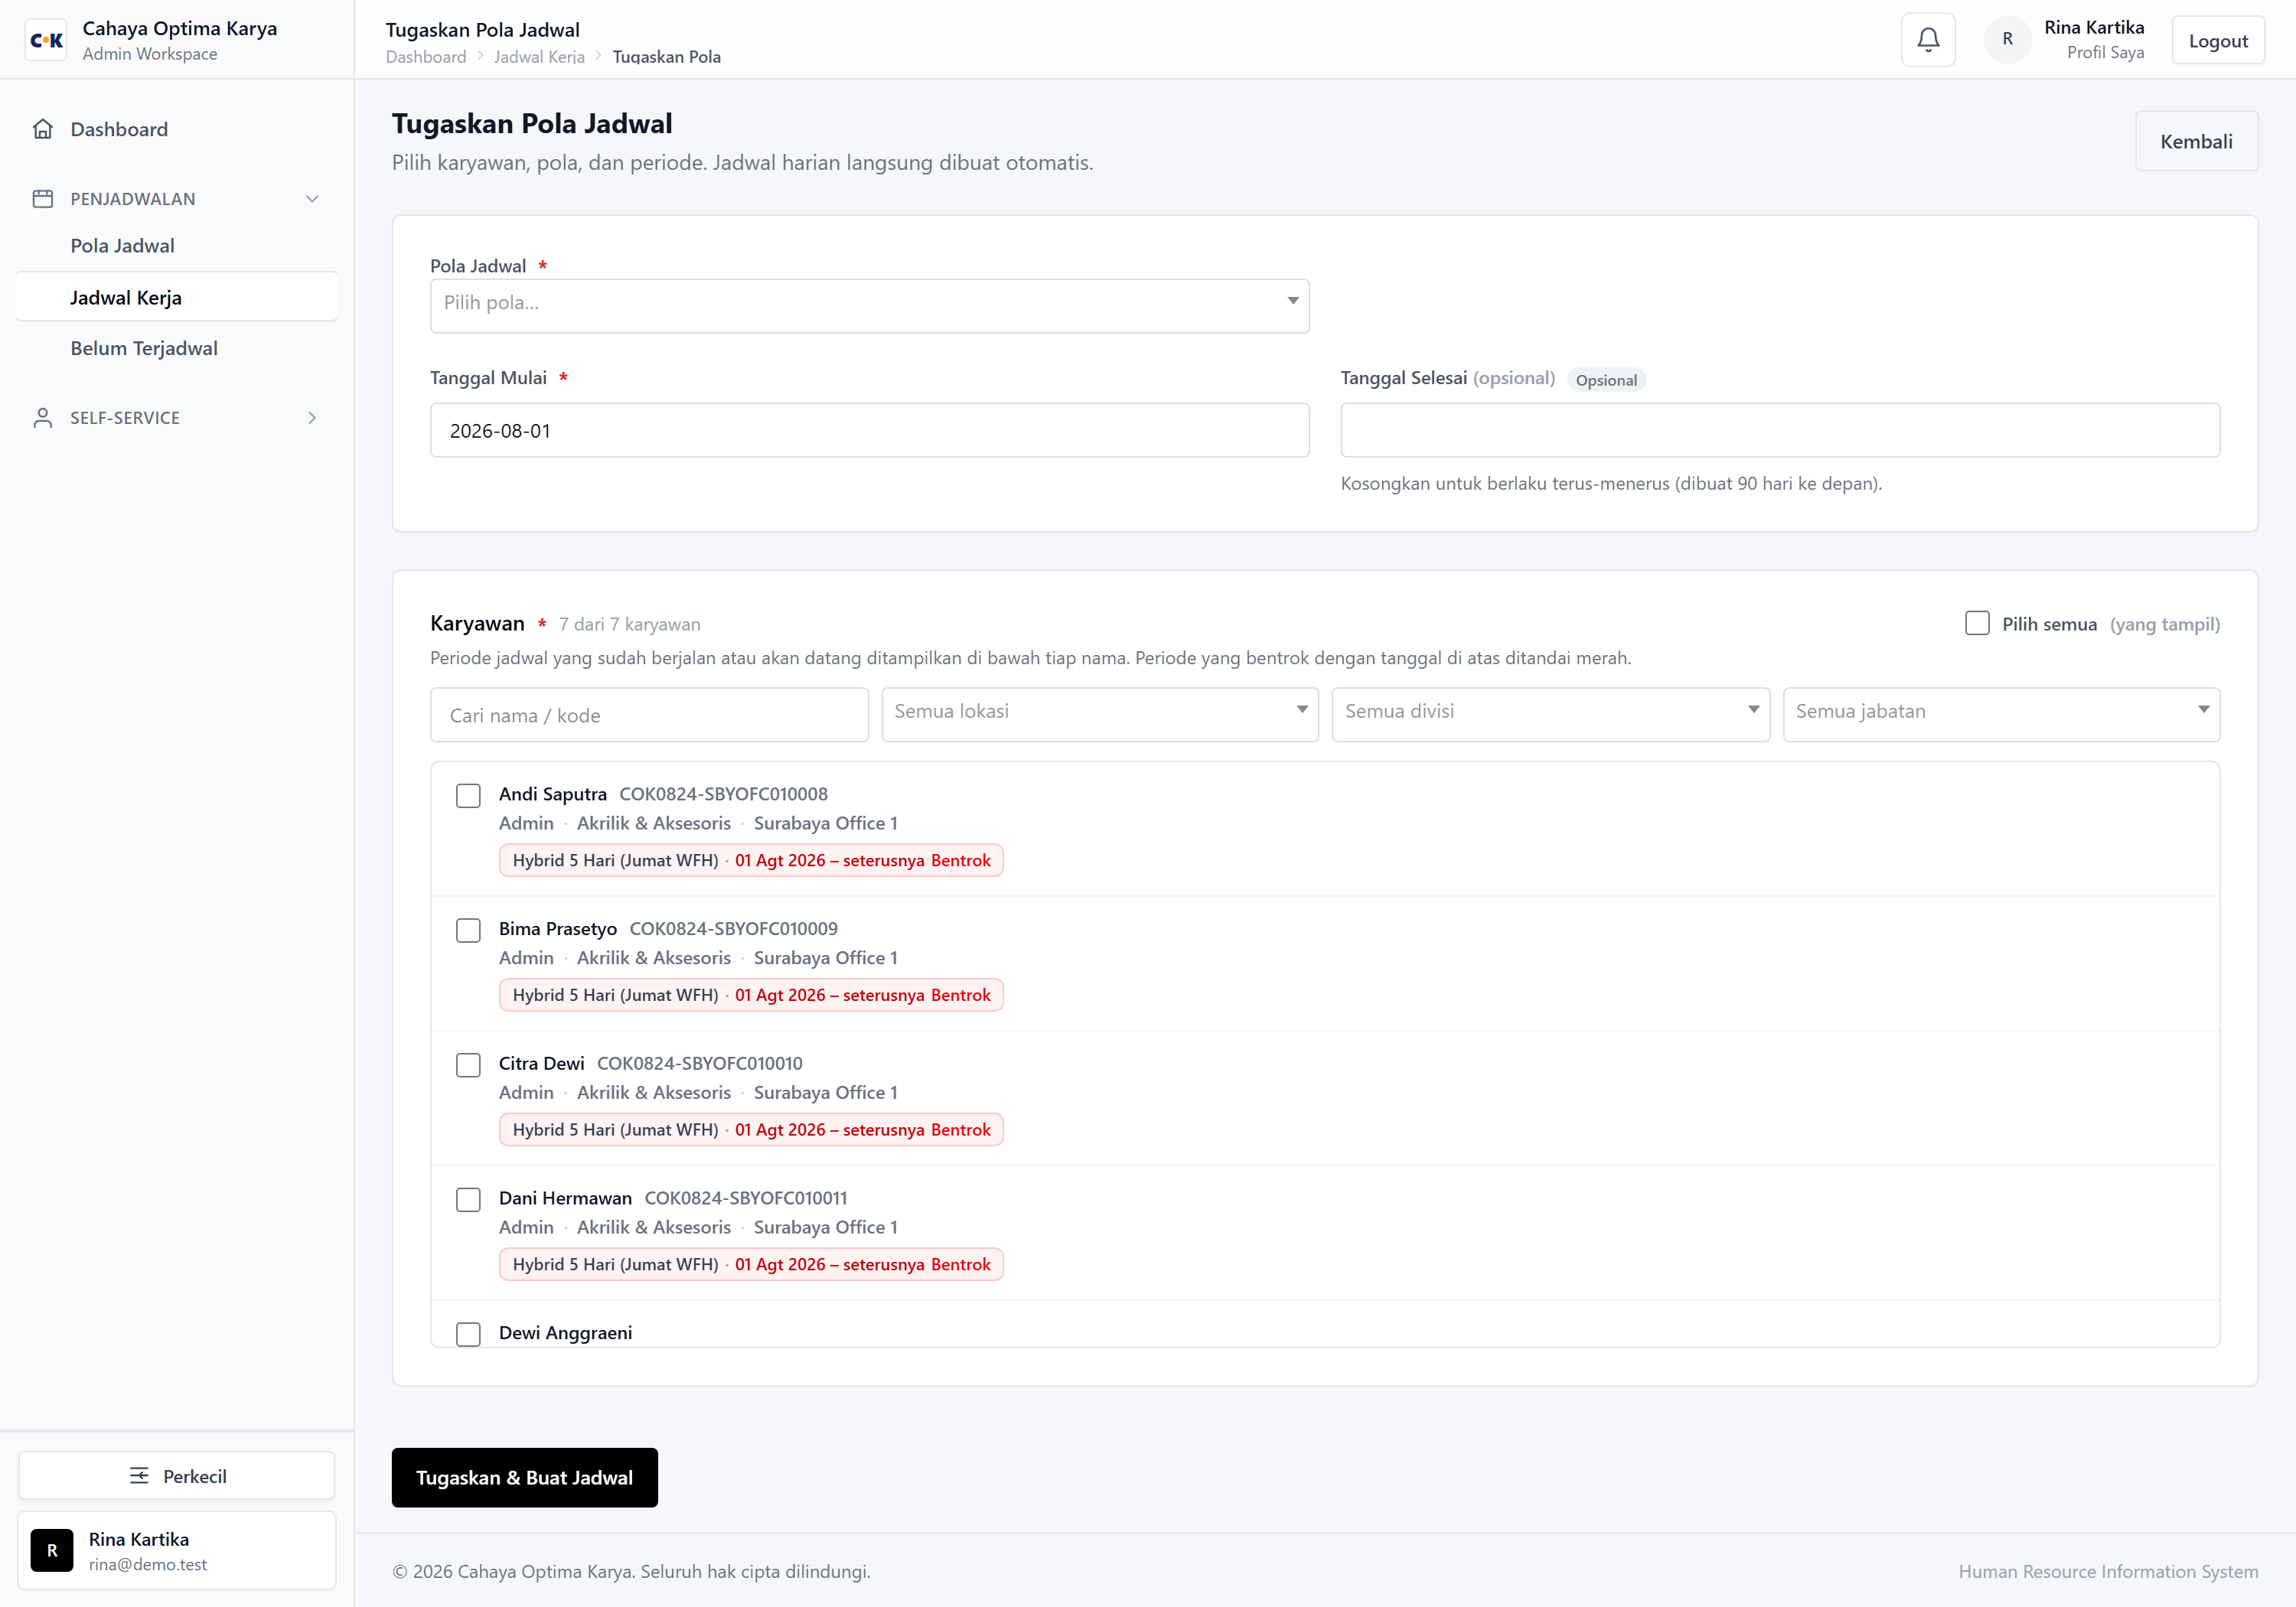 C•K
Cahaya Optima Karya
Admin Workspace
Dashboard
PENJADWALAN
Pola Jadwal
Jadwal Kerja
Belum Terjadwal
SELF-SERVICE
Perkecil
R
Rina Kartika
rina@demo.test
Tugaskan Pola Jadwal
Dashboard > Jadwal Kerja > Tugaskan Pola
R
Rina Kartika
Profil Saya
Logout
Tugaskan Pola Jadwal
Pilih karyawan, pola, dan periode. Jadwal harian langsung dibuat otomatis.
Kembali
Pola Jadwal *
Pilih pola...
Tanggal Mulai *
2026-08-01
Tanggal Selesai (opsional) Opsional
Kosongkan untuk berlaku terus-menerus (dibuat 90 hari ke depan).
Karyawan * 7 dari 7 karyawan
Pilih semua (yang tampil)
Periode jadwal yang sudah berjalan atau akan datang ditampilkan di bawah tiap nama. Periode yang bentrok dengan tanggal di atas ditandai merah.
Cari nama / kode
Semua lokasi
Semua divisi
Semua jabatan
Andi Saputra COK0824-SBYOFC010008
Admin · Akrilik & Aksesoris · Surabaya Office 1
Hybrid 5 Hari (Jumat WFH) · 01 Agt 2026 – seterusnya Bentrok
Bima Prasetyo COK0824-SBYOFC010009
Admin · Akrilik & Aksesoris · Surabaya Office 1
Hybrid 5 Hari (Jumat WFH) · 01 Agt 2026 – seterusnya Bentrok
Citra Dewi COK0824-SBYOFC010010
Admin · Akrilik & Aksesoris · Surabaya Office 1
Hybrid 5 Hari (Jumat WFH) · 01 Agt 2026 – seterusnya Bentrok
Dani Hermawan COK0824-SBYOFC010011
Admin · Akrilik & Aksesoris · Surabaya Office 1
Hybrid 5 Hari (Jumat WFH) · 01 Agt 2026 – seterusnya Bentrok
Dewi Anggraeni
Tugaskan & Buat Jadwal
© 2026 Cahaya Optima Karya. Seluruh hak cipta dilindungi.
Human Resource Information System